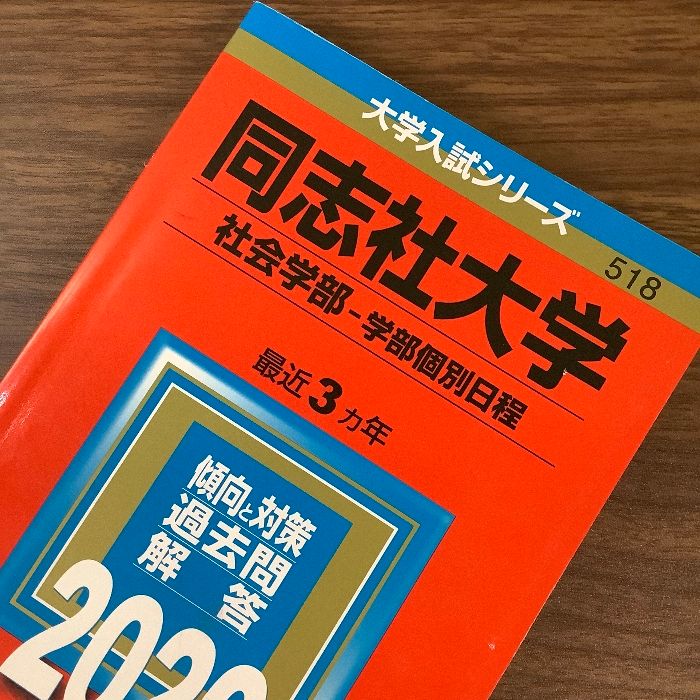 大学入試シリーズ
518
同志社大学
社会学部-学部個別日程
最近3カ年
傾向と対策
過去問
解答